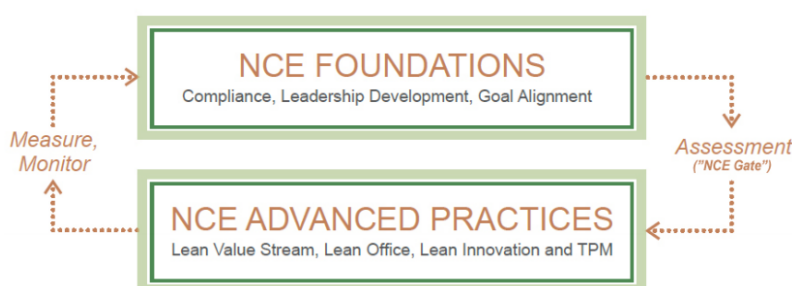 NCE FOUNDATIONS
Compliance, Leadership Development, Goal Alignment
Measure,
Monitor
Assessment
("NCE Gate")
NCE ADVANCED PRACTICES
Lean Value Stream, Lean Office, Lean Innovation and TPM